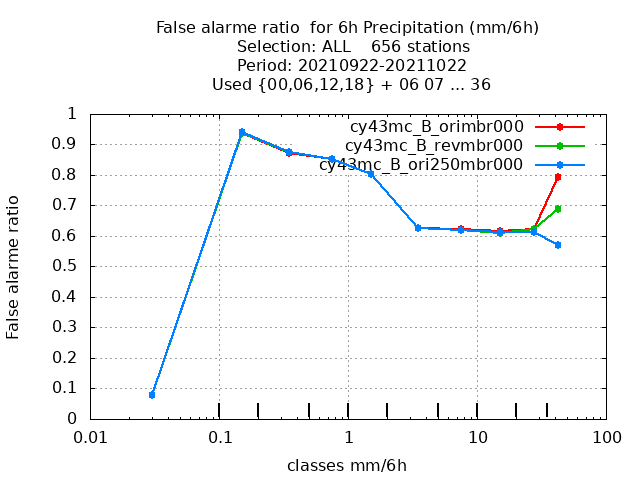 False alarme ratio  for 6h Precipitation (mm/6h)
Selection: ALL    656 stations
Period: 20210922-20211022
Used {00,06,12,18} + 06 07 ... 36
cy43mc_B_orimbr000
cy43mc_B_revmbr000
cy43mc_B_ori250mbr000
False alarme ratio
1
0.9
0.8
0.7
0.6
0.5
0.4
0.3
0.2
0.1
0
0.01 0.1 1 10 100
classes mm/6h